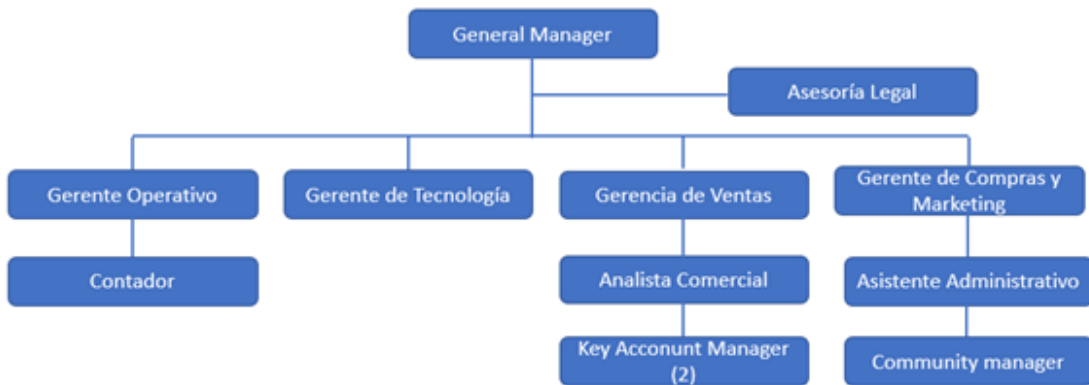 General Manager
Asesoría Legal
Gerente Operativo
Gerente de Tecnología
Gerencia de Ventas
Gerente de Compras y
Marketing
Contador
Analista Comercial
Asistente Administrativo
Key Acconunt Manager
(2)
Community manager